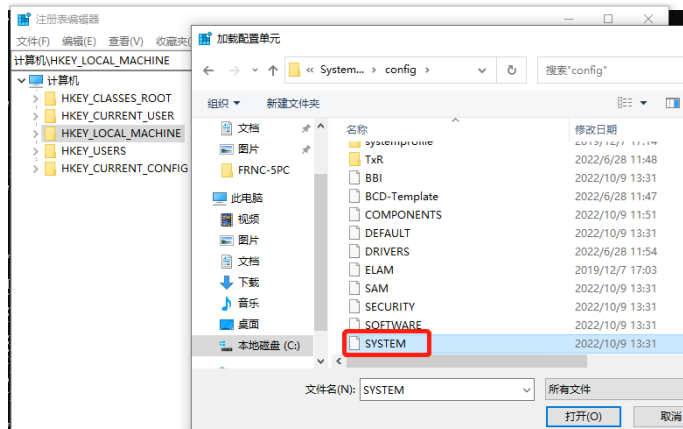 注册表编辑器
文件(F) 编辑(E) 查看(V) 收藏夹(
计算机\HKEY_LOCAL_MACHINE
计算机
HKEY_CLASSES_ROOT
HKEY_CURRENT_USER
HKEY_LOCAL_MACHINE
HKEY_USERS
HKEY_CURRENT_CONFIG
加载配置单元
« System... › config ›
搜索"config"
组织 新建文件夹
文档
图片
FRNC-5PC
此电脑
视频
图片
文档
下载
音乐
桌面
本地磁盘 (C:)
名称 修改日期
systemprofile 2019/12/7 17:14
TxR 2022/6/28 11:48
BBI 2022/10/9 13:31
BCD-Template 2022/6/28 11:47
COMPONENTS 2022/10/9 11:51
DEFAULT 2022/10/9 13:31
DRIVERS 2022/6/28 11:54
ELAM 2019/12/7 17:03
SAM 2022/10/9 13:31
SECURITY 2022/10/9 13:31
SOFTWARE 2022/10/9 13:31
SYSTEM 2022/10/9 13:31
文件名(N): SYSTEM 所有文件
打开(O) 取消